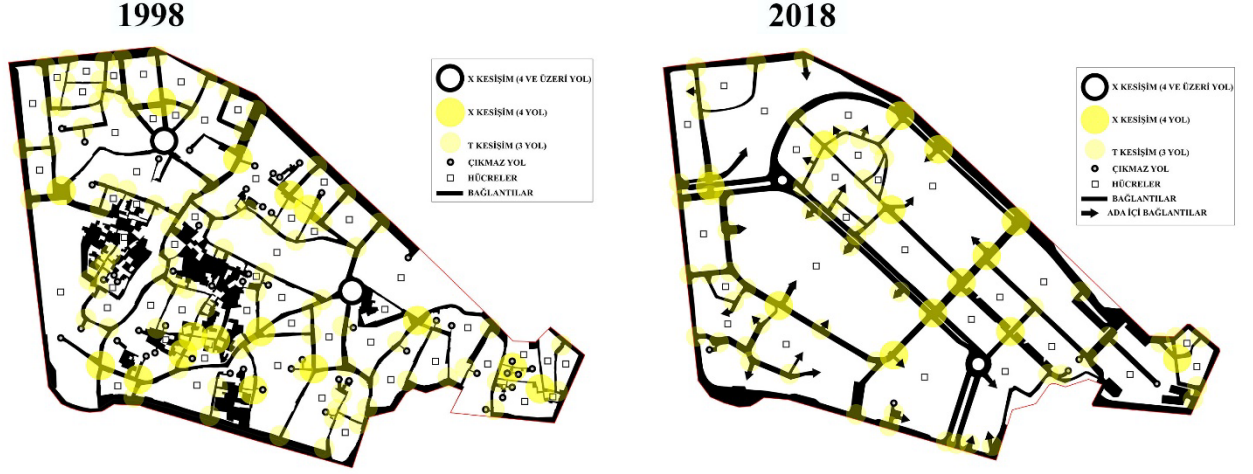 1998
X KESİŞİM (4 VE ÜZERİ YOL)
X KESİŞİM (4 YOL)
T KESİŞİM (3 YOL)
ÇIKMAZ YOL
HÜCRELER
BAĞLANTILAR
2018
X KESİŞİM (4 VE ÜZERİ YOL)
X KESİŞİM (4 YOL)
T KESİŞİM (3 YOL)
ÇIKMAZ YOL
HÜCRELER
BAĞLANTILAR
ADA İÇİ BAĞLANTILAR